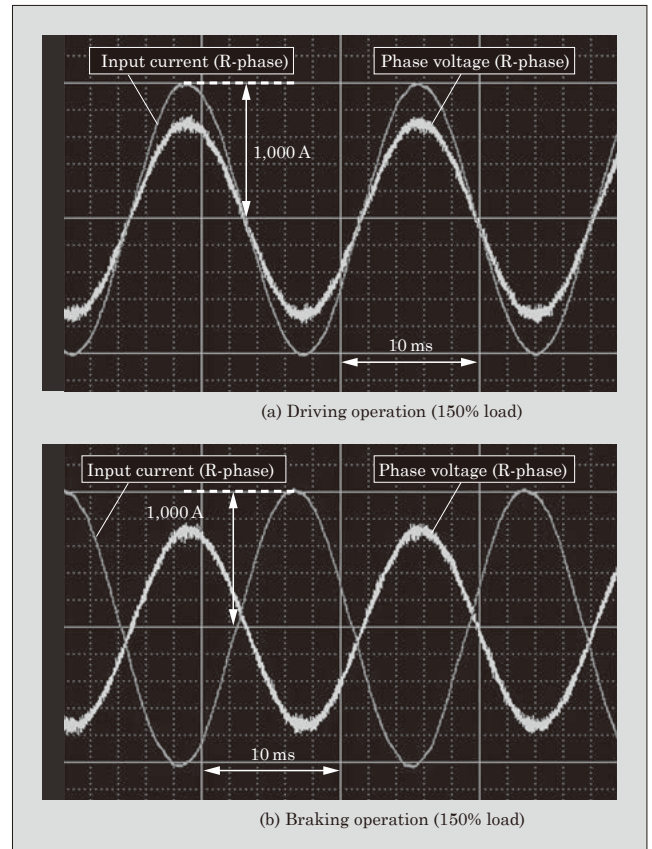 Input current (R-phase)
Phase voltage (R-phase)
1,000 A
10 ms
(a) Driving operation (150% load)
Input current (R-phase)
Phase voltage (R-phase)
1,000 A
10 ms
(b) Braking operation (150% load)